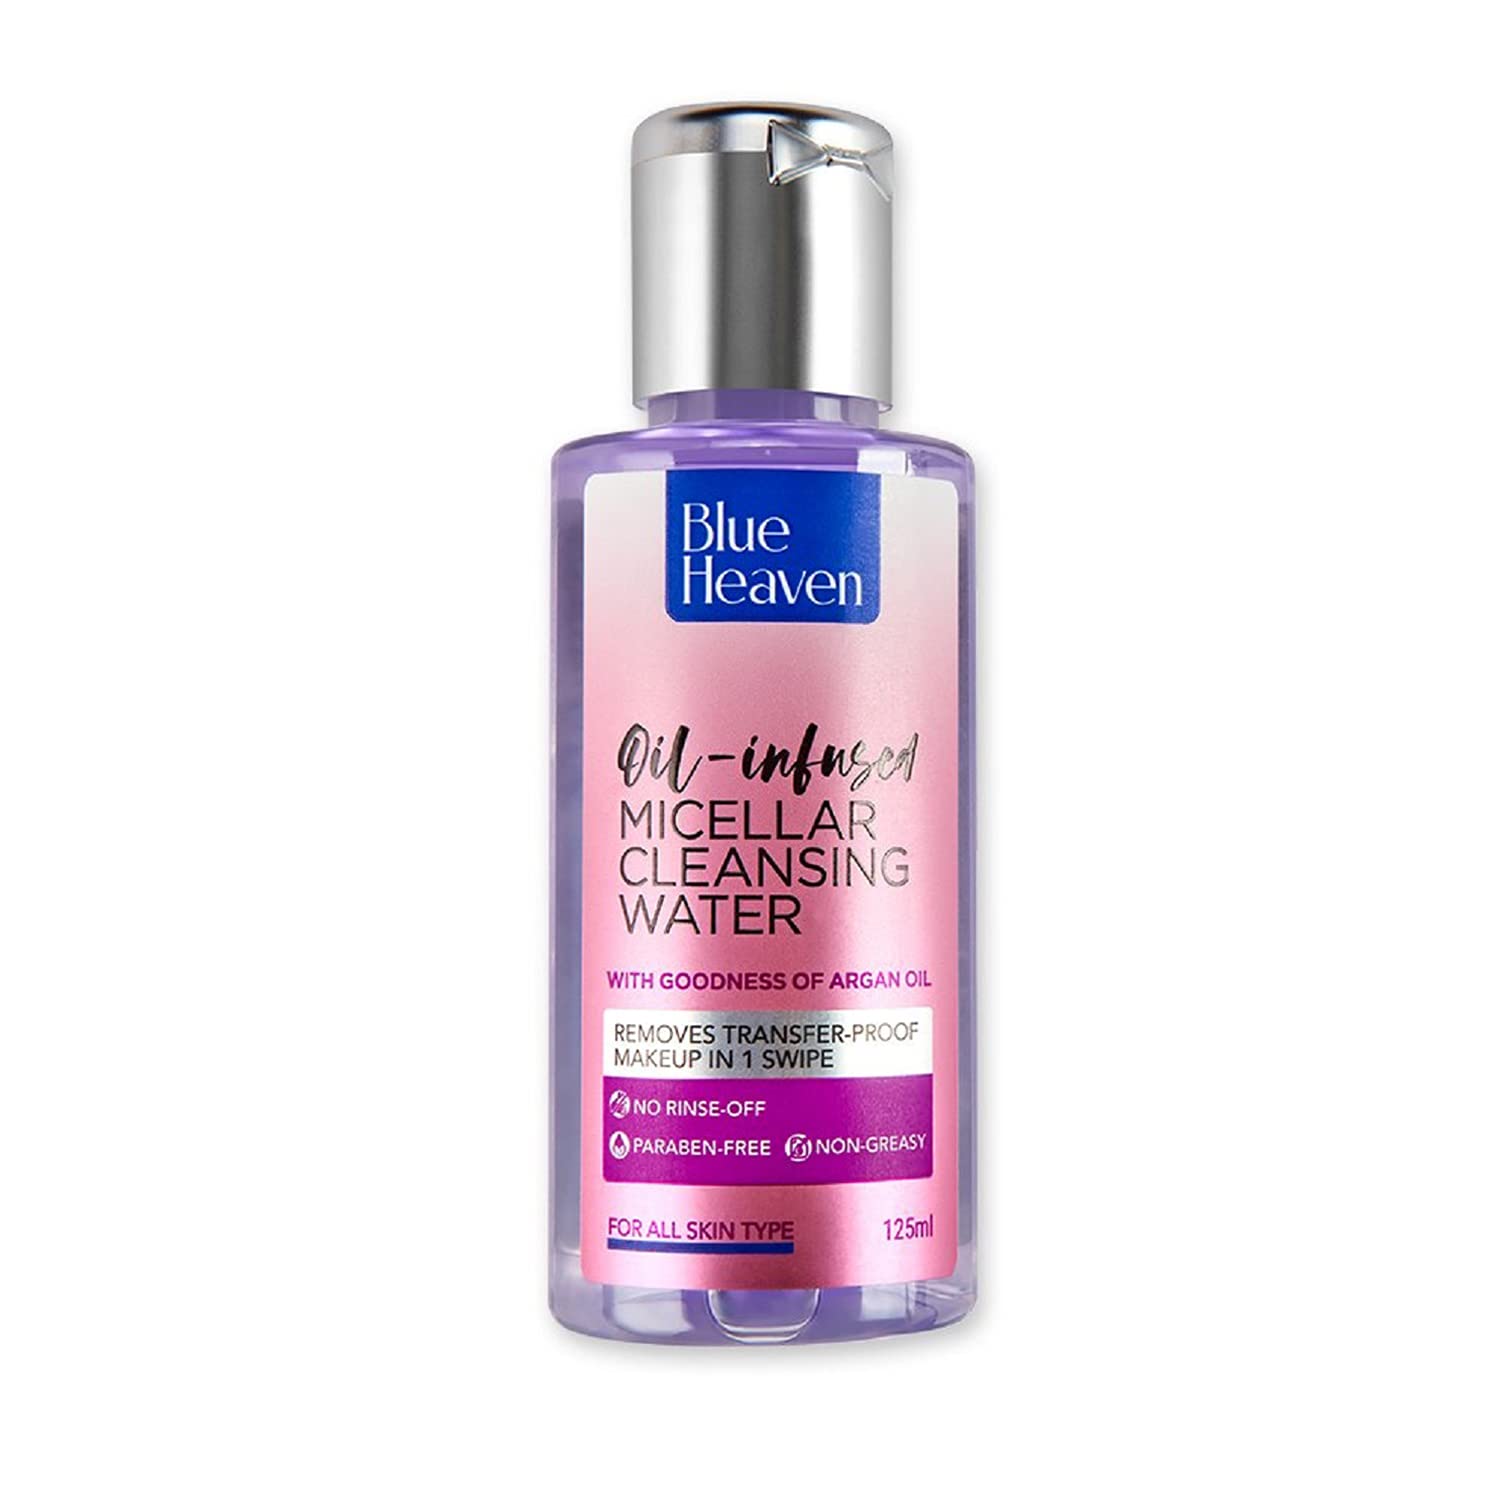 Blue
Heaven
Oil-infused
MICELLAR
CLEANSING
WATER
WITH GOODNESS OF ARGAN OIL
REMOVES TRANSFER-PROOF
MAKEUP IN 1 SWIPE
NO RINSE-OFF
PARABEN-FREE NON-GREASY
FOR ALL SKIN TYPE 125ml